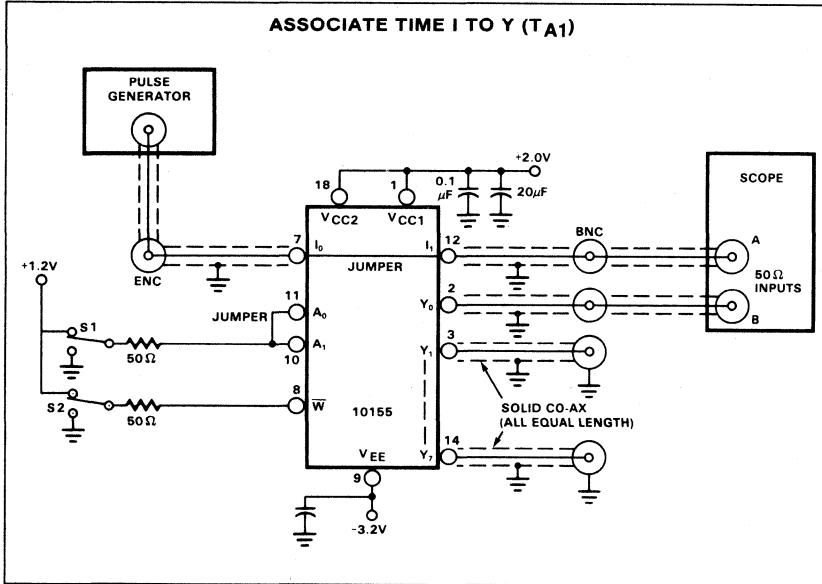 ASSOCIATE TIME I TO Y (TA1)
PULSE
GENERATOR
+2.0V
SCOPE
18
1
0.1
µF
20µF
VCC2
VCC1
7
I0
I1
12
BNC
A
+1.2V
JUMPER
50Ω
INPUTS
ENC
11
2
JUMPER
A0
Y0
B
S1
3
A1
Y1
50Ω
10
8
S2
W
SOLID CO-AX
(ALL EQUAL LENGTH)
50Ω
10155
14
VEE
Y7
9
-3.2V